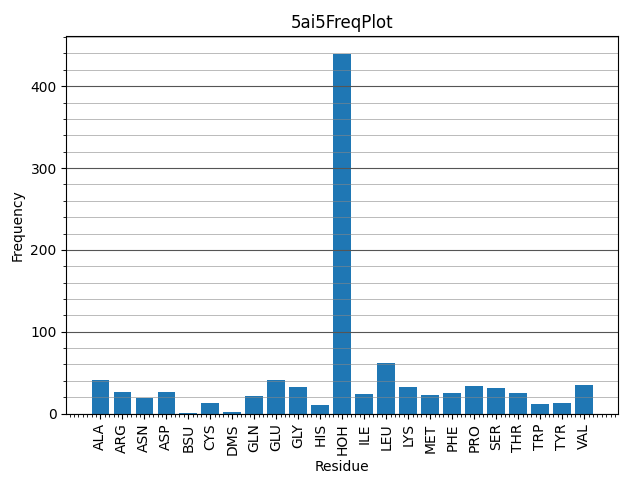 5ai5FreqPlot
Frequency
400
300
200
100
0
ALA ARG ASN ASP BSU CYS DMS GLN GLU GLY HIS HOH ILE LEU LYS MET PHE PRO SER THR TRP TYR VAL
Residue